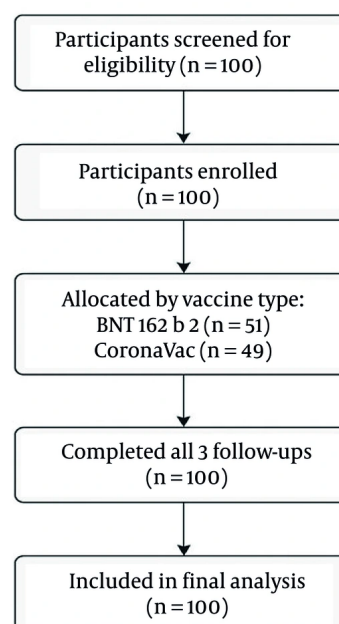 Participants screened for
eligibility (n = 100)
Participants enrolled
(n = 100)
Allocated by vaccine type:
BNT 162 b 2 (n = 51)
CoronaVac (n = 49)
Completed all 3 follow-ups
(n = 100)
Included in final analysis
(n = 100)